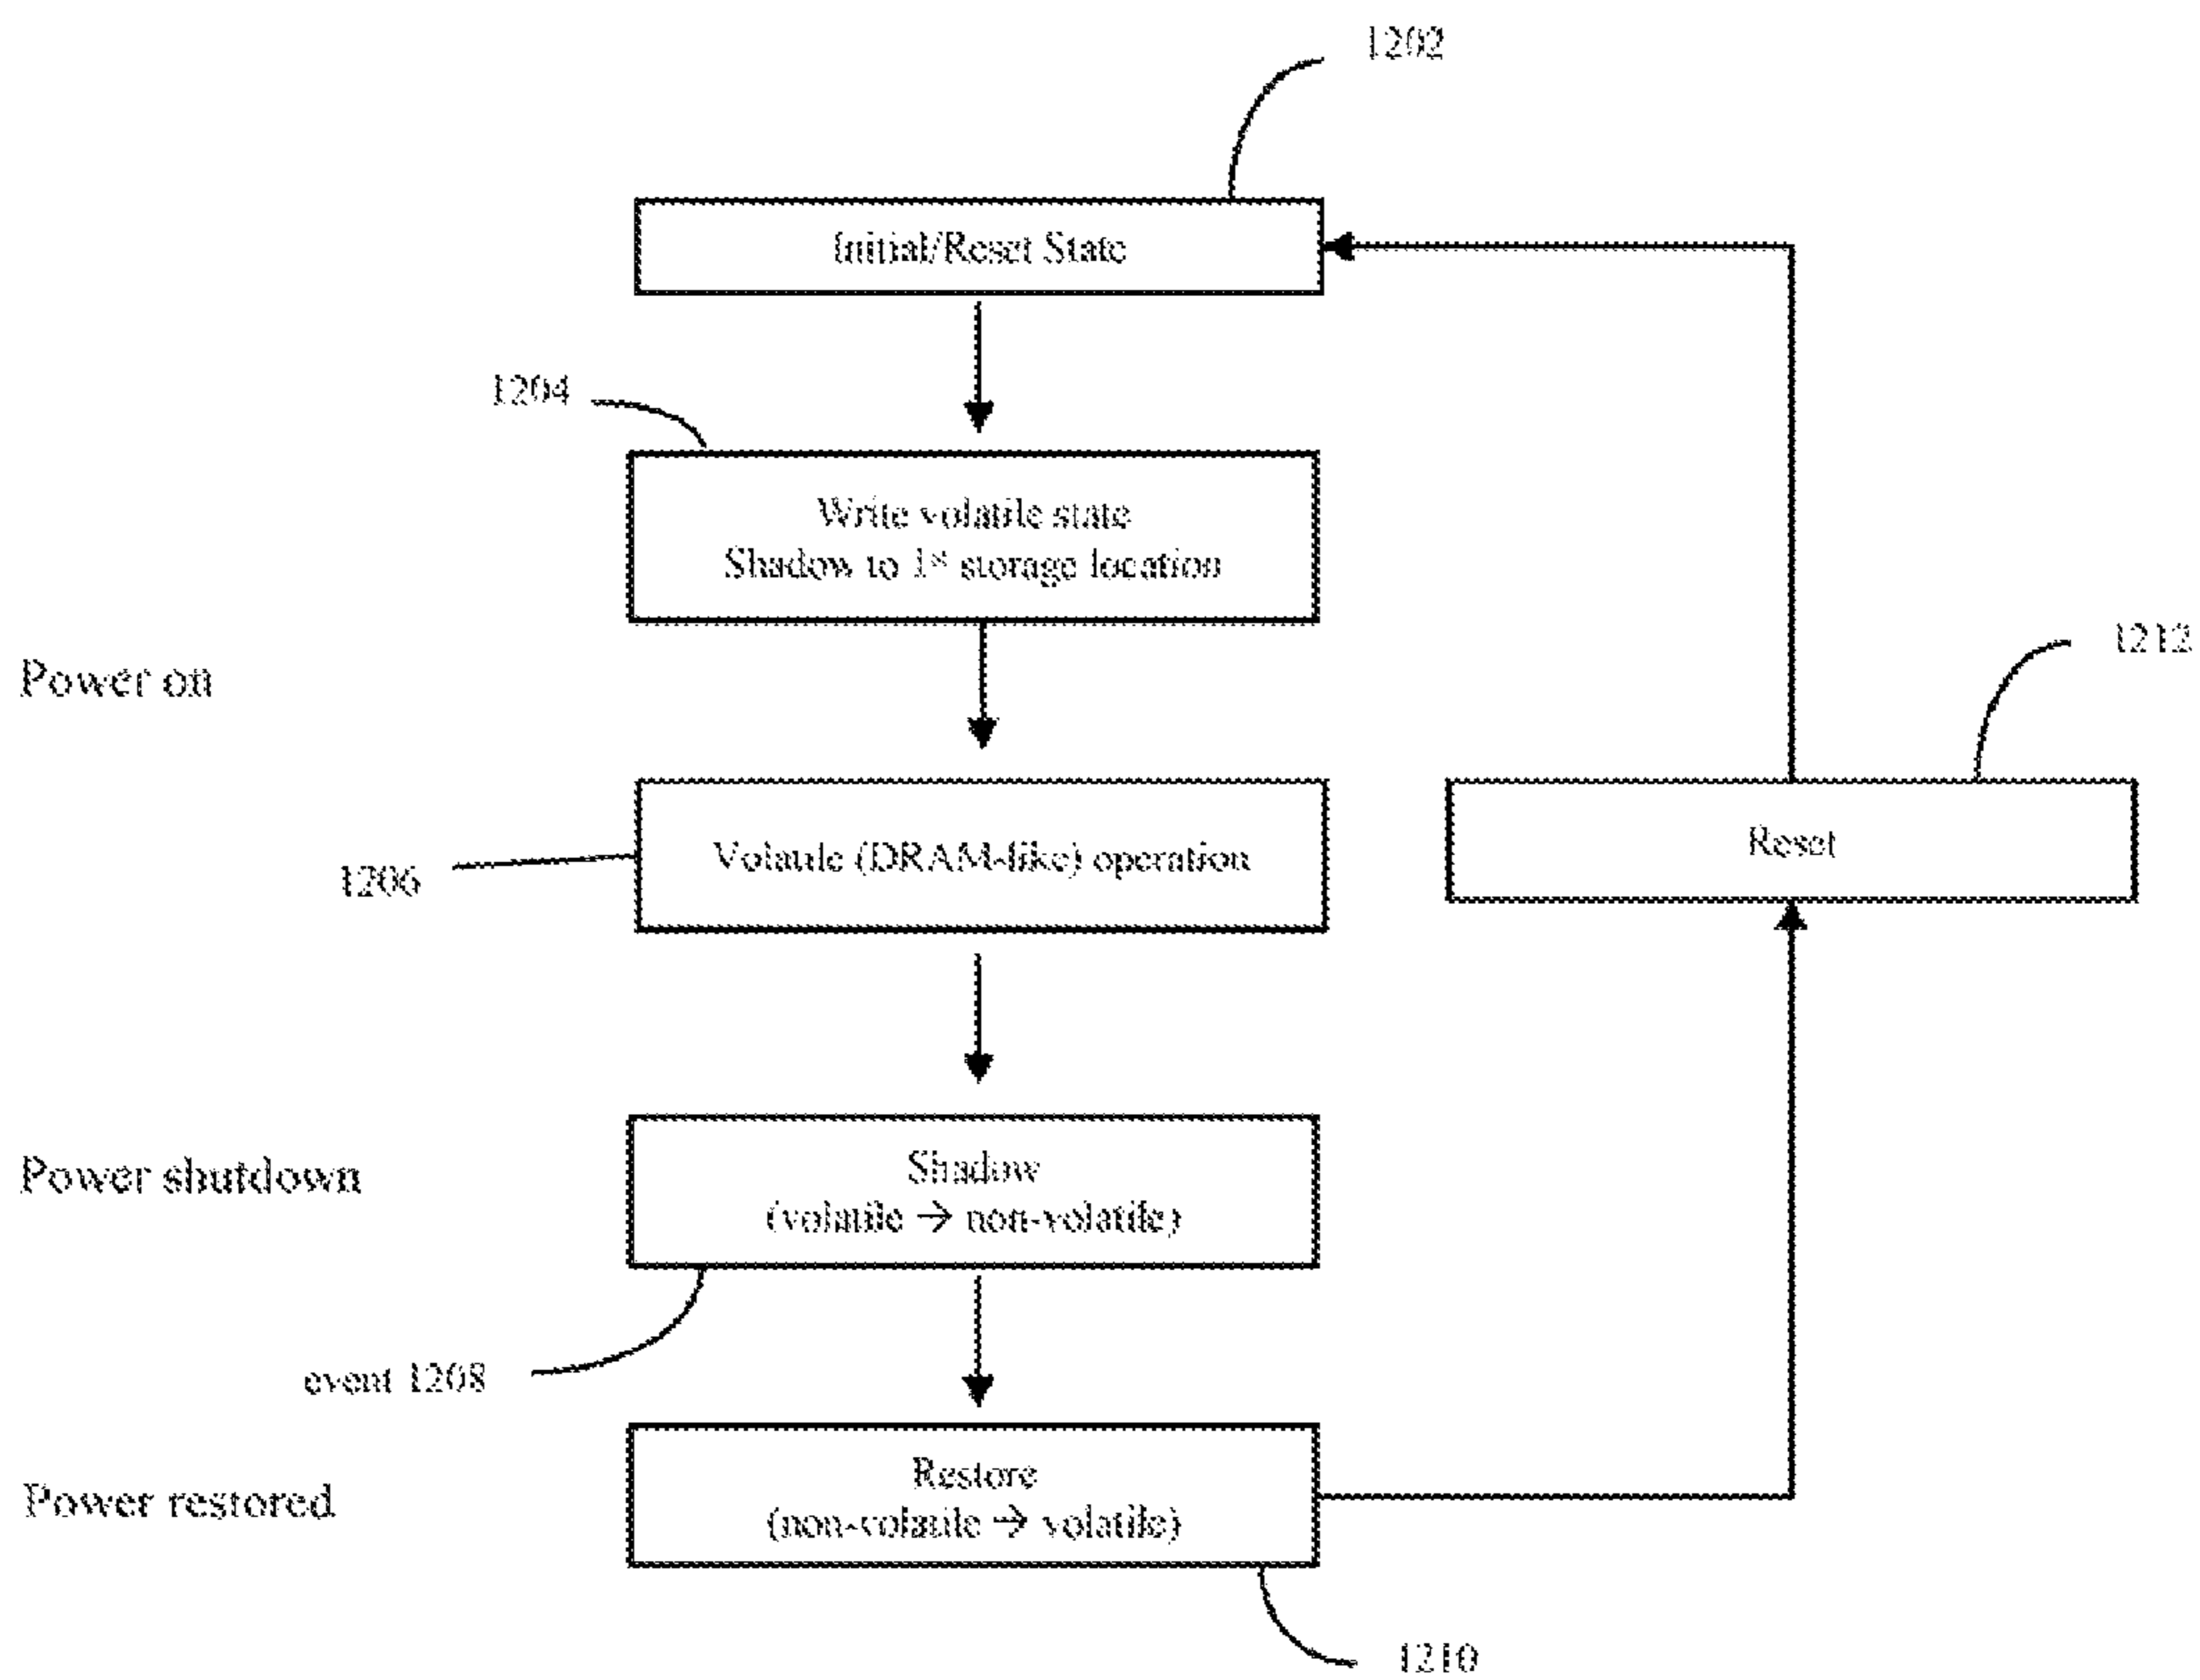 1202
Initial/Reset State
1204
Write volatile state
Shadow to 1st storage location
1212
Power on
Volatile (DRAM-like) operation
Reset
1206
Power shutdown
Shadow
(volatile → non-volatile)
event 1208
Restore
Power restored
(non-volatile → volatile)
1210